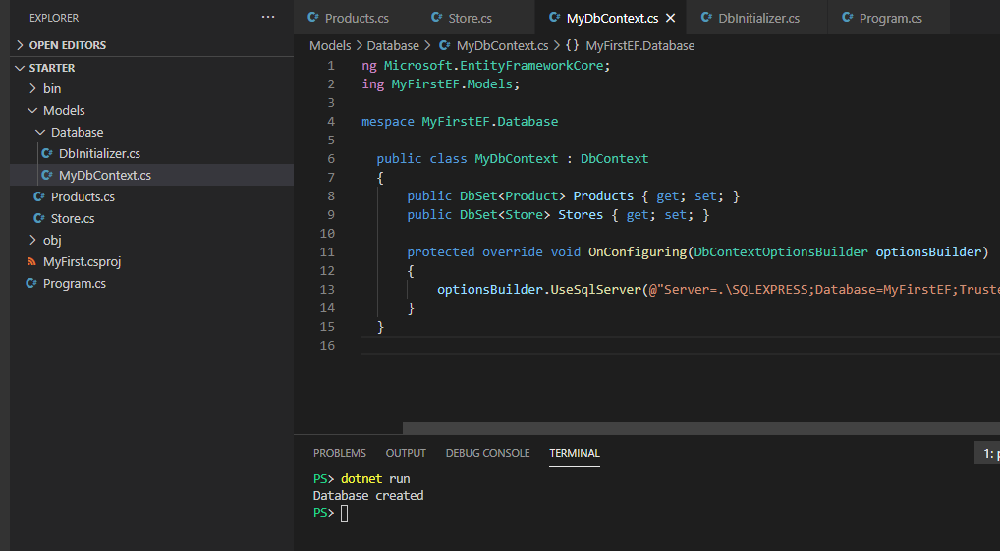 EXPLORER ···
OPEN EDITORS
STARTER
bin
Models
Database
DbInitializer.cs
MyDbContext.cs
Products.cs
Store.cs
obj
MyFirst.csproj
Program.cs
Products.cs Store.cs MyDbContext.cs DbInitializer.cs Program.cs
Models > Database > MyDbContext.cs > {} MyFirstEF.Database
1 ng Microsoft.EntityFrameworkCore;
2 ing MyFirstEF.Models;
3
4 mespace MyFirstEF.Database
5
6 public class MyDbContext : DbContext
7 {
8 public DbSet<Product> Products { get; set; }
9 public DbSet<Store> Stores { get; set; }
10
11 protected override void OnConfiguring(DbContextOptionsBuilder optionsBuilder)
12 {
13 optionsBuilder.UseSqlServer(@"Server=.\SQLEXPRESS;Database=MyFirstEF;Truste
14 }
15 }
16
PROBLEMS OUTPUT DEBUG CONSOLE TERMINAL 1: p
PS> dotnet run
Database created
PS>